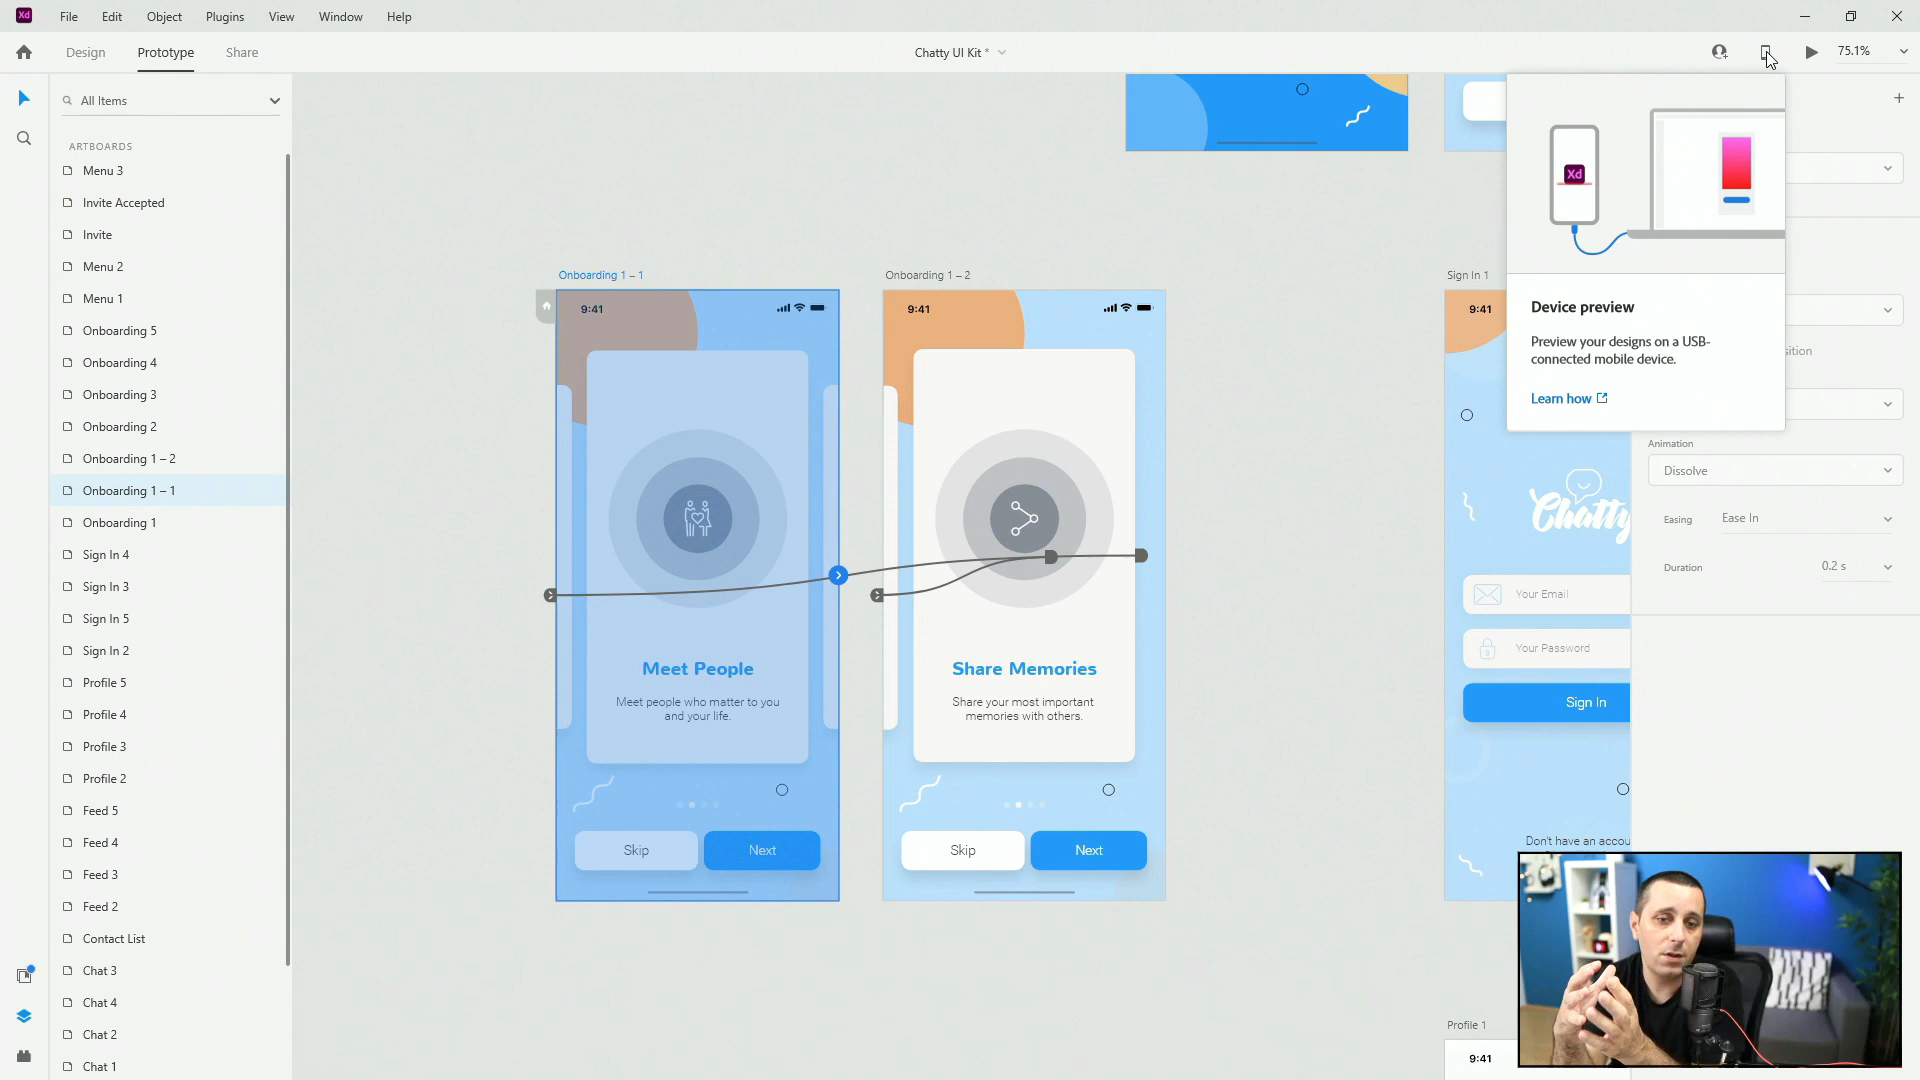 Xd
File Edit Object Plugins View Window Help
Design Prototype Share
Chatty UI Kit *
75.1%
All Items
ARTBOARDS
Menu 3
Invite Accepted
Invite
Menu 2
Menu 1
Onboarding 5
Onboarding 4
Onboarding 3
Onboarding 2
Onboarding 1 – 2
Onboarding 1 – 1
Onboarding 1
Sign In 4
Sign In 3
Sign In 5
Sign In 2
Profile 5
Profile 4
Profile 3
Profile 2
Feed 5
Feed 4
Feed 3
Feed 2
Contact List
Chat 3
Chat 4
Chat 2
Chat 1
Onboarding 1 – 1
9:41
Meet People
Meet people who matter to you
and your life.
Skip
Next
Onboarding 1 – 2
9:41
Share Memories
Share your most important
memories with others.
Skip
Next
Sign In 1
9:41
Chatty
Your Email
Your Password
Sign In
Don't have an accou
Profile 1
9:41
Xd
Device preview
Preview your designs on a USB-
connected mobile device.
Learn how
sition
Animation
Dissolve
Easing Ease In
Duration 0.2 s